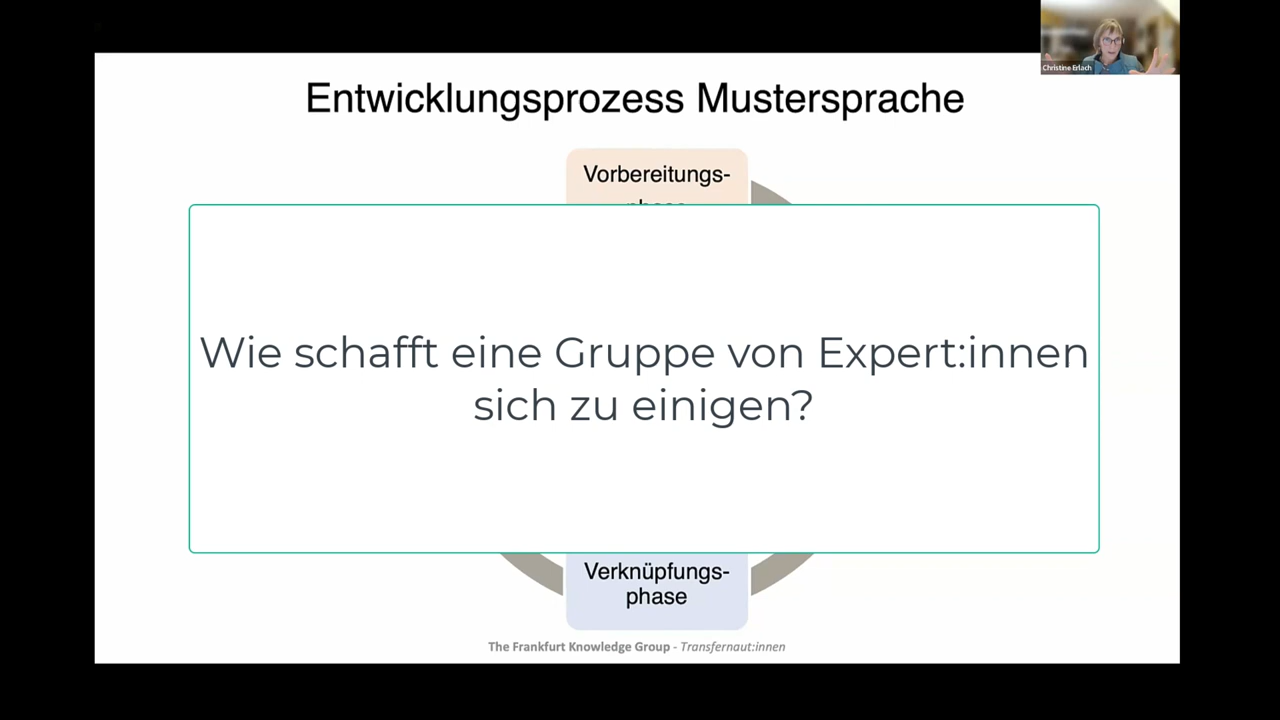 Christine Erlach
Entwicklungsprozess Mustersprache
Vorbereitungs-
phase
Wie schafft eine Gruppe von Expert:innen
sich zu einigen?
Verknüpfungs-
phase
The Frankfurt Knowledge Group - Transfernaut:innen